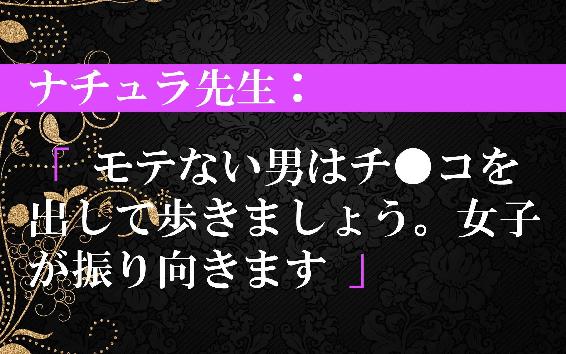 ナチュラ先生：
「 モテない男はチ●コを
出して歩きましょう。女子
が振り向きます 」